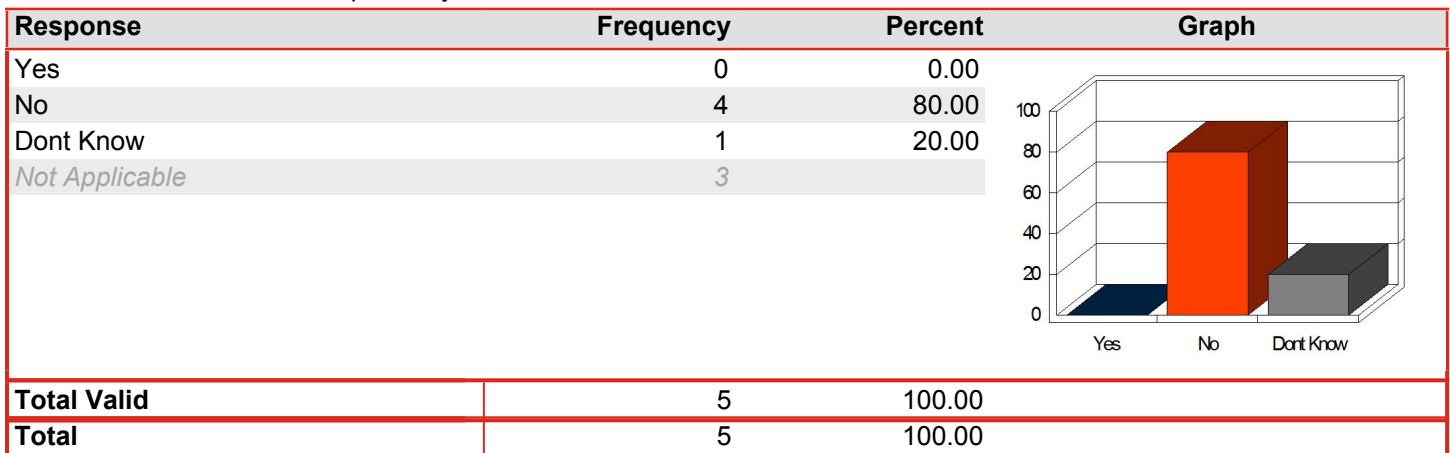 Response Frequency Percent Graph
Yes 0 0.00
No 4 80.00
Dont Know 1 20.00
Not Applicable 3
100
80
60
40
20
0
Yes No Dont Know
Total Valid 5 100.00
Total 5 100.00